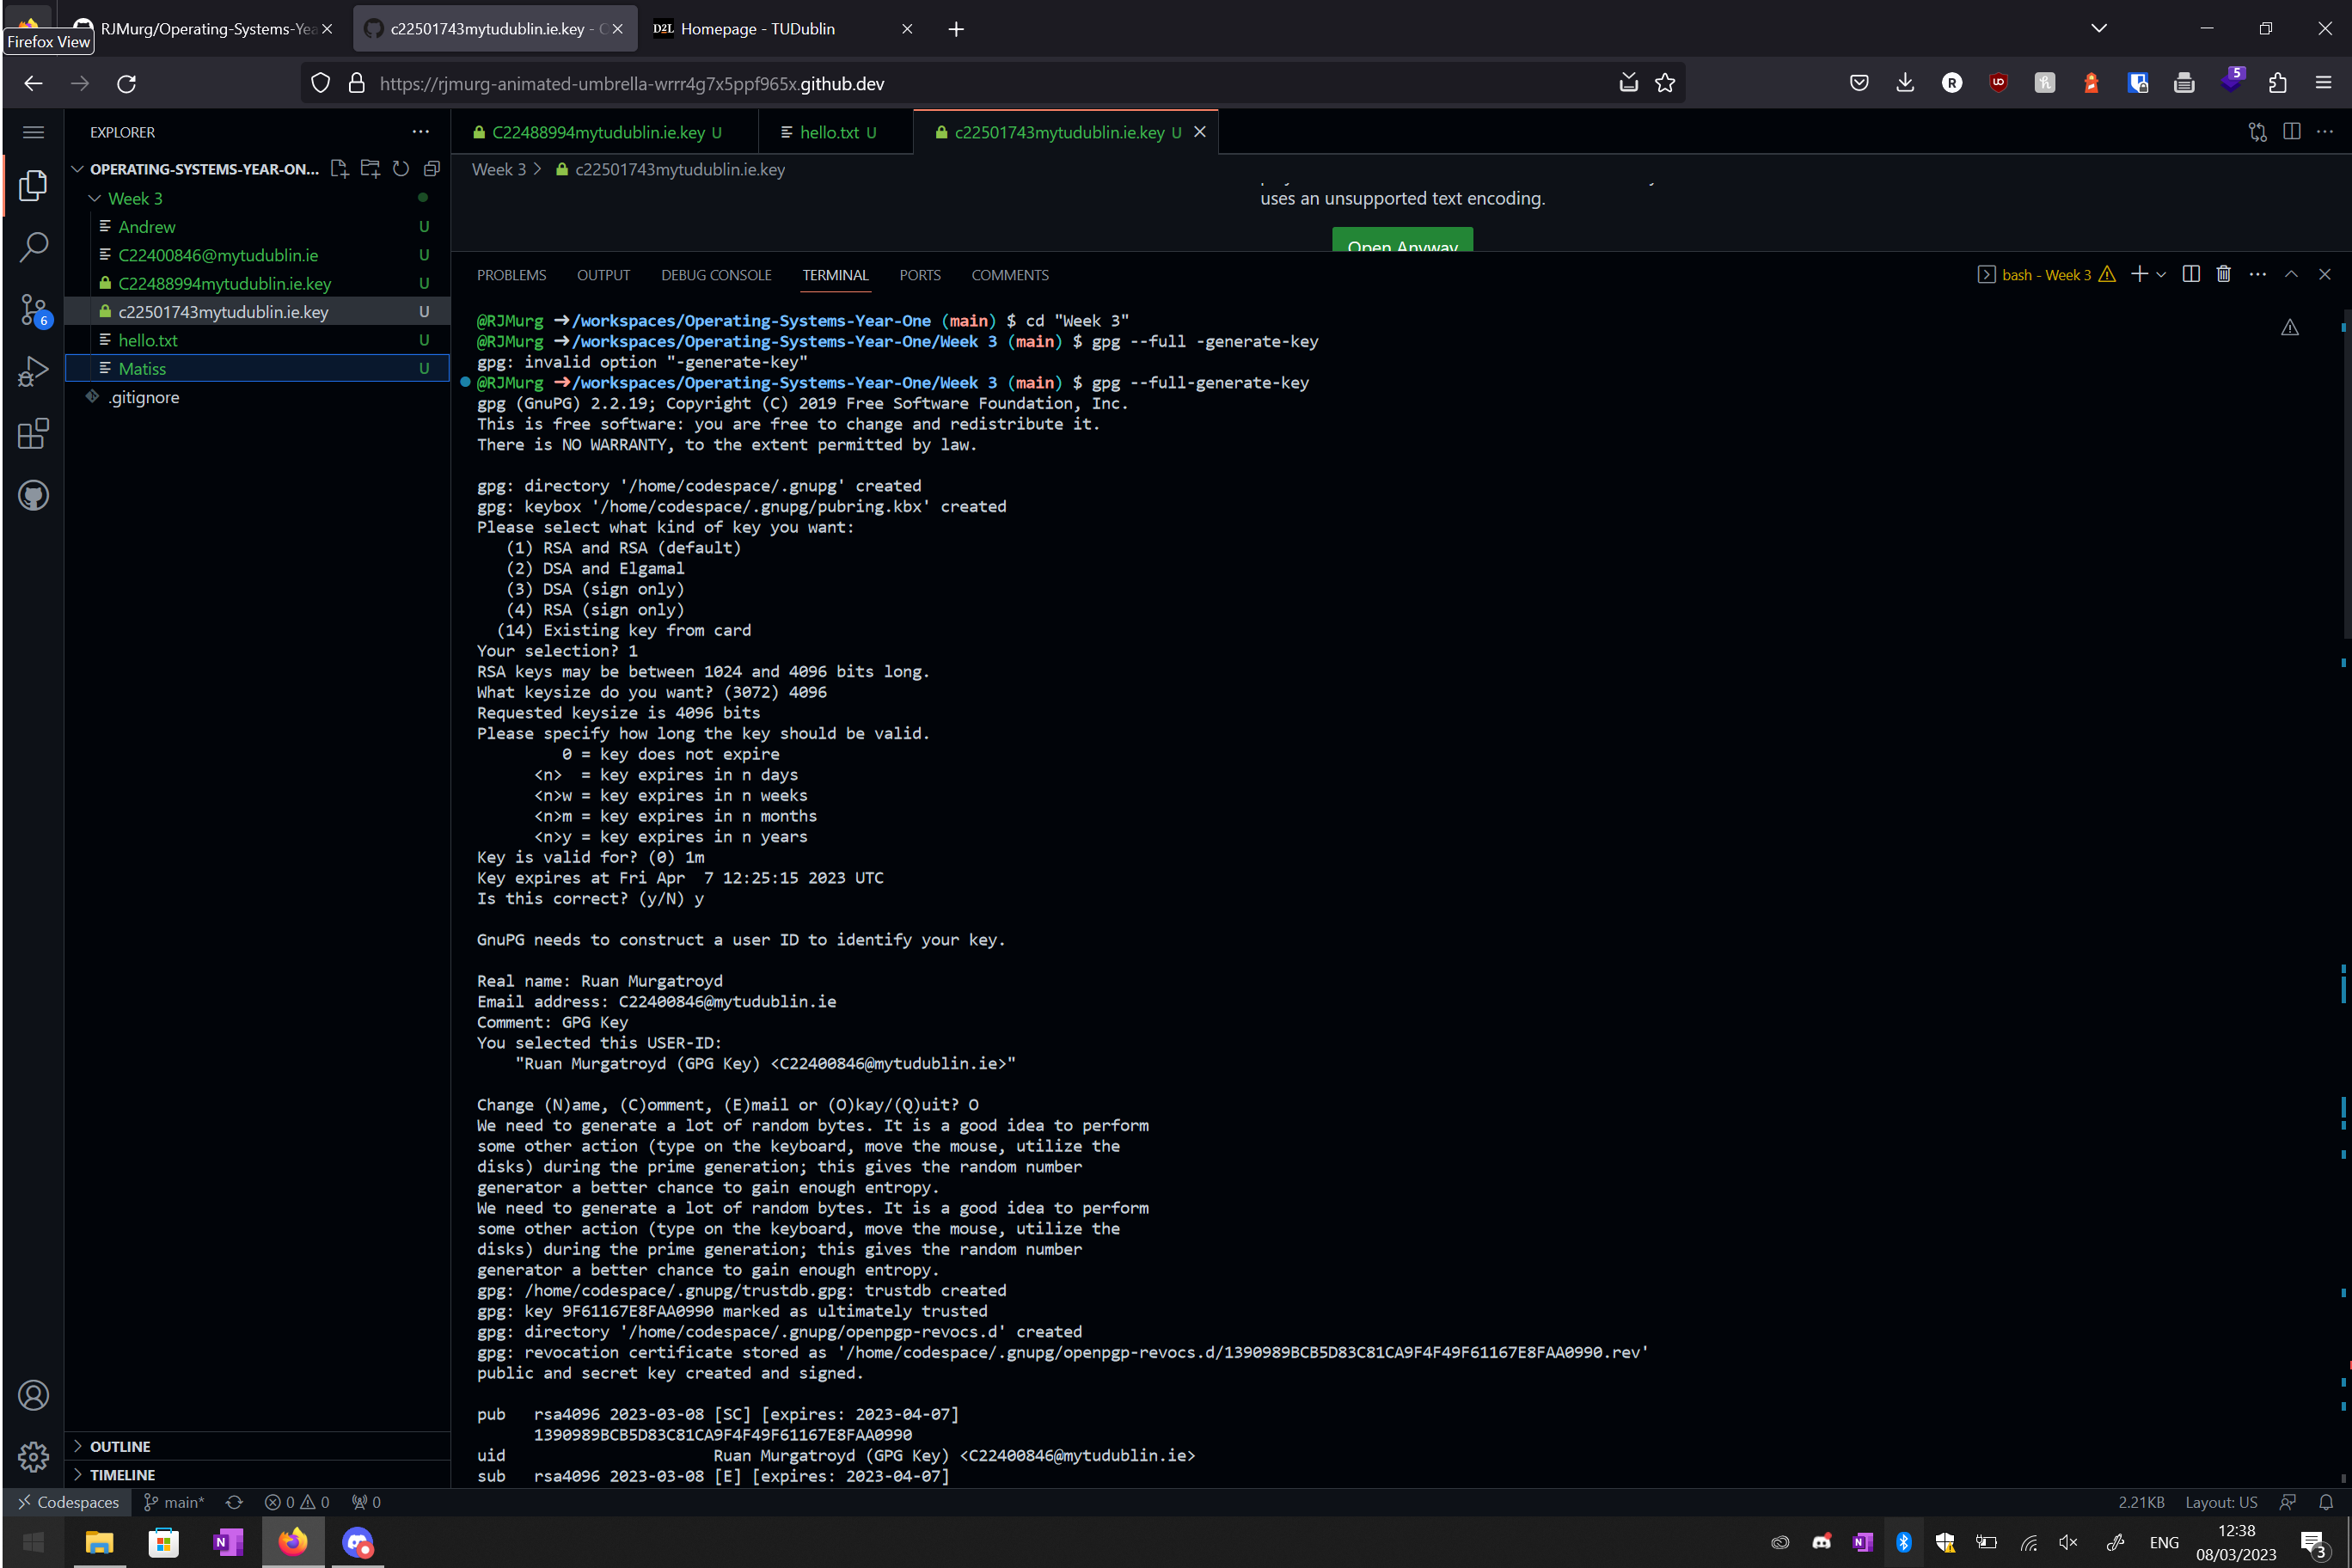 RJMurg/Operating-Systems-Yea
c22501743mytudublin.ie.key - C
D2L Homepage - TUDublin
Firefox View
https://rjmurg-animated-umbrella-wrrr4g7x5ppf965x.github.dev
R
5
EXPLORER
C22488994mytudublin.ie.key U
hello.txt U
c22501743mytudublin.ie.key U
OPERATING-SYSTEMS-YEAR-ON...
Week 3 > c22501743mytudublin.ie.key
Week 3
uses an unsupported text encoding.
Andrew U
Open Anyway
C22400846@mytudublin.ie U
C22488994mytudublin.ie.key U
c22501743mytudublin.ie.key U
hello.txt U
Matiss U
.gitignore
6
PROBLEMS OUTPUT DEBUG CONSOLE TERMINAL PORTS COMMENTS
bash - Week 3
@RJMurg ➜/workspaces/Operating-Systems-Year-One (main) $ cd "Week 3"
@RJMurg ➜/workspaces/Operating-Systems-Year-One/Week 3 (main) $ gpg --full -generate-key
gpg: invalid option "-generate-key"
@RJMurg ➜/workspaces/Operating-Systems-Year-One/Week 3 (main) $ gpg --full-generate-key
gpg (GnuPG) 2.2.19; Copyright (C) 2019 Free Software Foundation, Inc.
This is free software: you are free to change and redistribute it.
There is NO WARRANTY, to the extent permitted by law.
gpg: directory '/home/codespace/.gnupg' created
gpg: keybox '/home/codespace/.gnupg/pubring.kbx' created
Please select what kind of key you want:
(1) RSA and RSA (default)
(2) DSA and Elgamal
(3) DSA (sign only)
(4) RSA (sign only)
(14) Existing key from card
Your selection? 1
RSA keys may be between 1024 and 4096 bits long.
What keysize do you want? (3072) 4096
Requested keysize is 4096 bits
Please specify how long the key should be valid.
0 = key does not expire
<n>  = key expires in n days
<n>w = key expires in n weeks
<n>m = key expires in n months
<n>y = key expires in n years
Key is valid for? (0) 1m
Key expires at Fri Apr  7 12:25:15 2023 UTC
Is this correct? (y/N) y
GnuPG needs to construct a user ID to identify your key.
Real name: Ruan Murgatroyd
Email address: C22400846@mytudublin.ie
Comment: GPG Key
You selected this USER-ID:
"Ruan Murgatroyd (GPG Key) <C22400846@mytudublin.ie>"
Change (N)ame, (C)omment, (E)mail or (O)kay/(Q)uit? O
We need to generate a lot of random bytes. It is a good idea to perform
some other action (type on the keyboard, move the mouse, utilize the
disks) during the prime generation; this gives the random number
generator a better chance to gain enough entropy.
We need to generate a lot of random bytes. It is a good idea to perform
some other action (type on the keyboard, move the mouse, utilize the
disks) during the prime generation; this gives the random number
generator a better chance to gain enough entropy.
gpg: /home/codespace/.gnupg/trustdb.gpg: trustdb created
gpg: key 9F61167E8FAA0990 marked as ultimately trusted
gpg: directory '/home/codespace/.gnupg/openpgp-revocs.d' created
gpg: revocation certificate stored as '/home/codespace/.gnupg/openpgp-revocs.d/1390989BCB5D83C81CA9F4F49F61167E8FAA0990.rev'
public and secret key created and signed.
pub   rsa4096 2023-03-08 [SC] [expires: 2023-04-07]
1390989BCB5D83C81CA9F4F49F61167E8FAA0990
uid   Ruan Murgatroyd (GPG Key) <C22400846@mytudublin.ie>
sub   rsa4096 2023-03-08 [E] [expires: 2023-04-07]
OUTLINE
TIMELINE
Codespaces main* 0 0 0
2.21KB Layout: US
ENG
12:38
08/03/2023
3